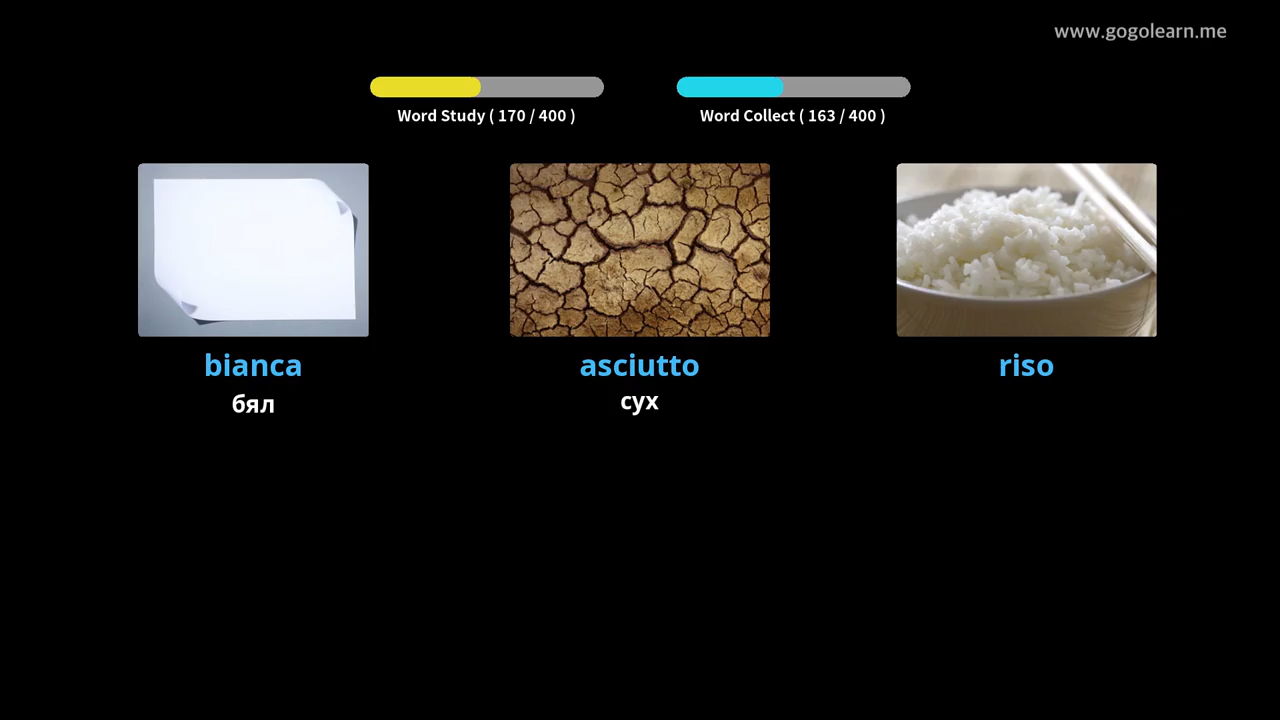 www.gogolearn.me
Word Study ( 170 / 400 )
Word Collect ( 163 / 400 )
bianca
asciutto
riso
бял
сух